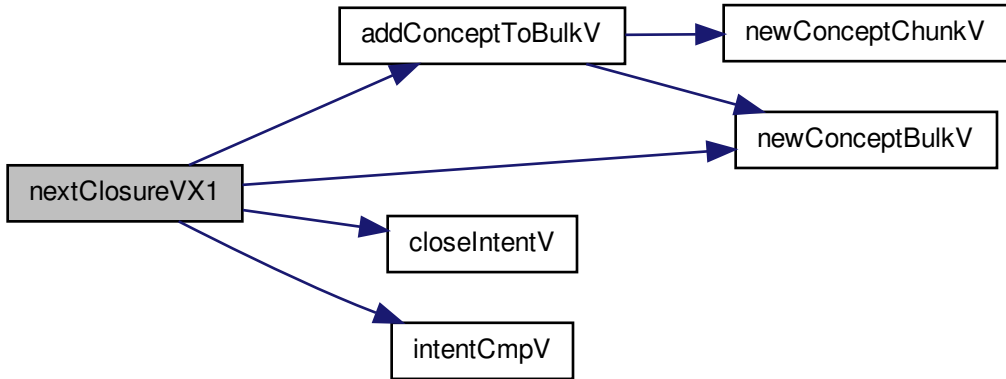 addConceptToBulkV
newConceptChunkV
newConceptBulkV
nextClosureVX1
closeIntentV
intentCmpV